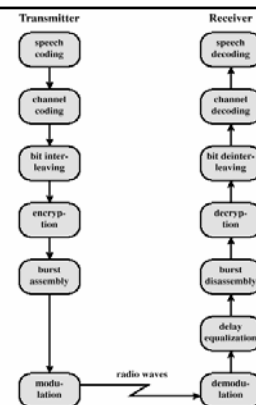 Transmitter
speech
coding
channel
coding
bit inter-
leaving
encryp-
tion
burst
assembly
modu-
lation
radio waves
Receiver
speech
decoding
channel
decoding
bit deinter-
leaving
decryp-
tion
burst
disassembly
delay
equalization
demodu-
lation